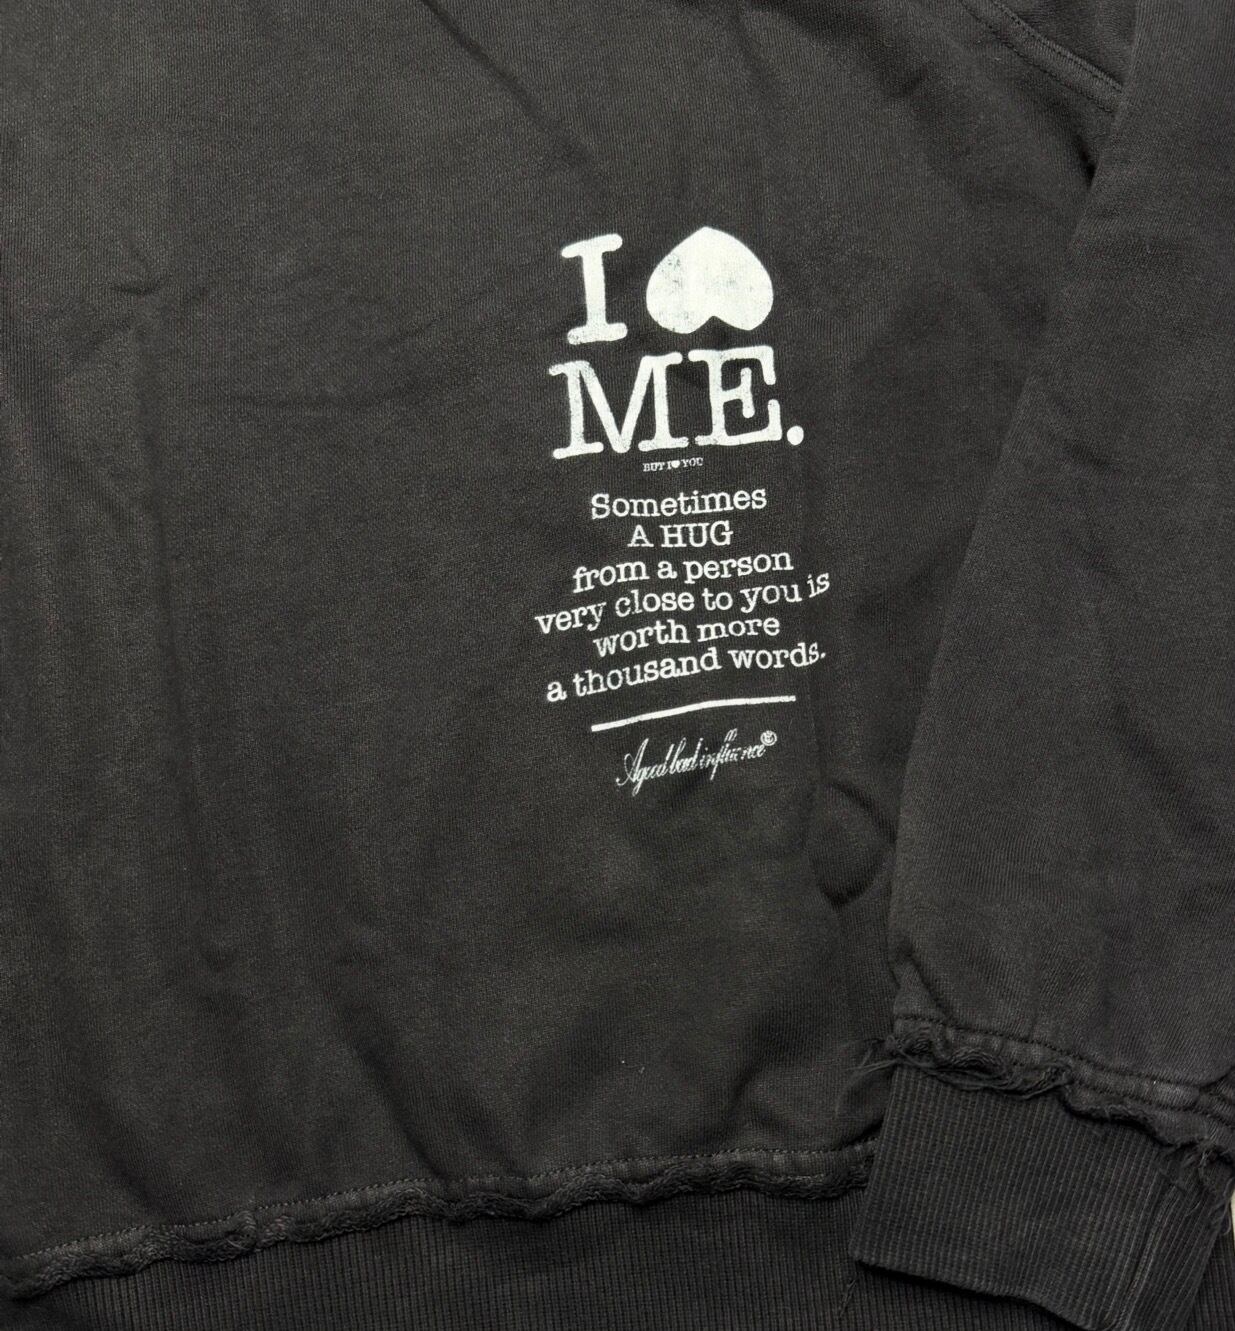 I ♥
ME.
BUT I ♥ YOU
Sometimes
A HUG
from a person
very close to you is
worth more
a thousand words.
A good bad influence